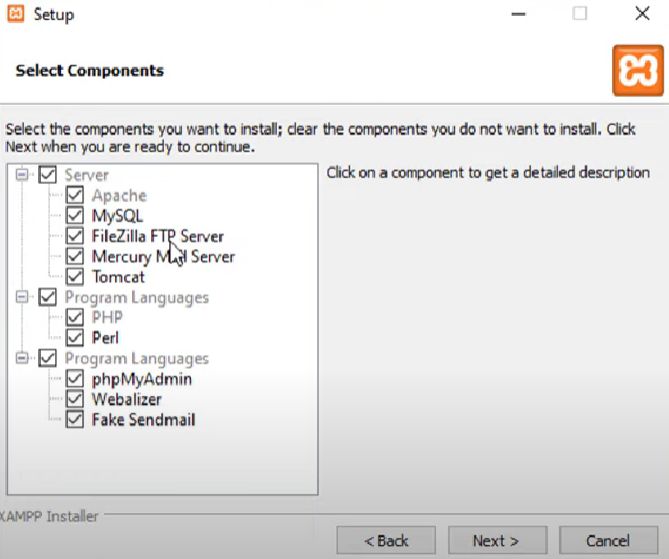 Setup
Select Components
Select the components you want to install; clear the components you do not want to install. Click
Next when you are ready to continue.
Server
Apache
MySQL
FileZilla FTP Server
Mercury Mail Server
Tomcat
Program Languages
PHP
Perl
Program Languages
phpMyAdmin
Webalizer
Fake Sendmail
Click on a component to get a detailed description
XAMPP Installer
< Back
Next >
Cancel